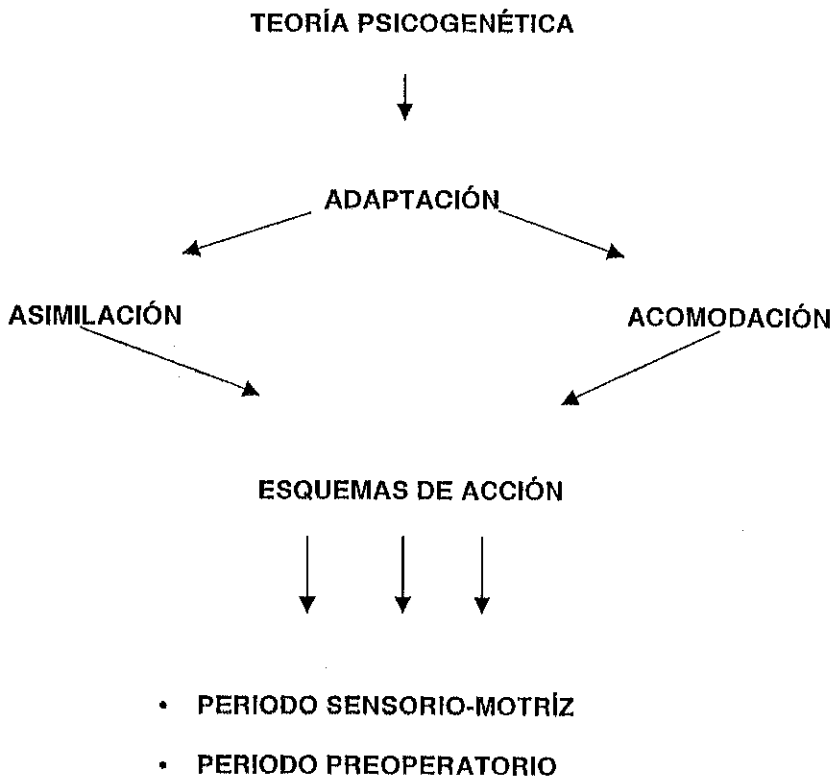 TEORÍA PSICOGENÉTICA
ADAPTACIÓN
ASIMILACIÓN
ACOMODACIÓN
ESQUEMAS DE ACCIÓN
• PERIODO SENSORIO-MOTRÍZ
• PERIODO PREOPERATORIO